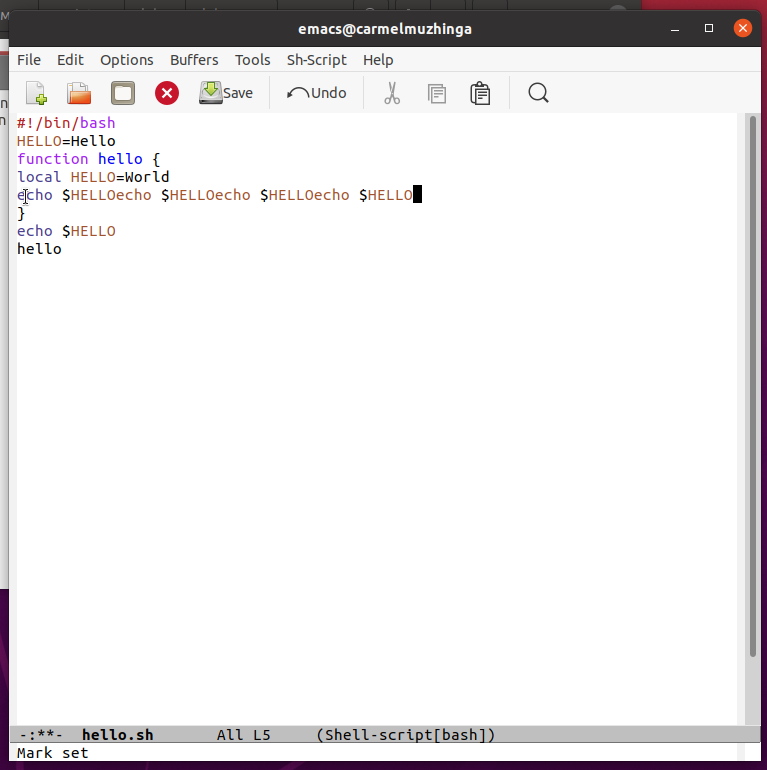 emacs@carmelmuzhinga
File Edit Options Buffers Tools Sh-Script Help
Save Undo
#!/bin/bash
HELLO=Hello
function hello {
local HELLO=World
echo $HELLOecho $HELLOecho $HELLOecho $HELLO
}
echo $HELLO
hello
-:**- hello.sh All L5 (Shell-script[bash])
Mark set